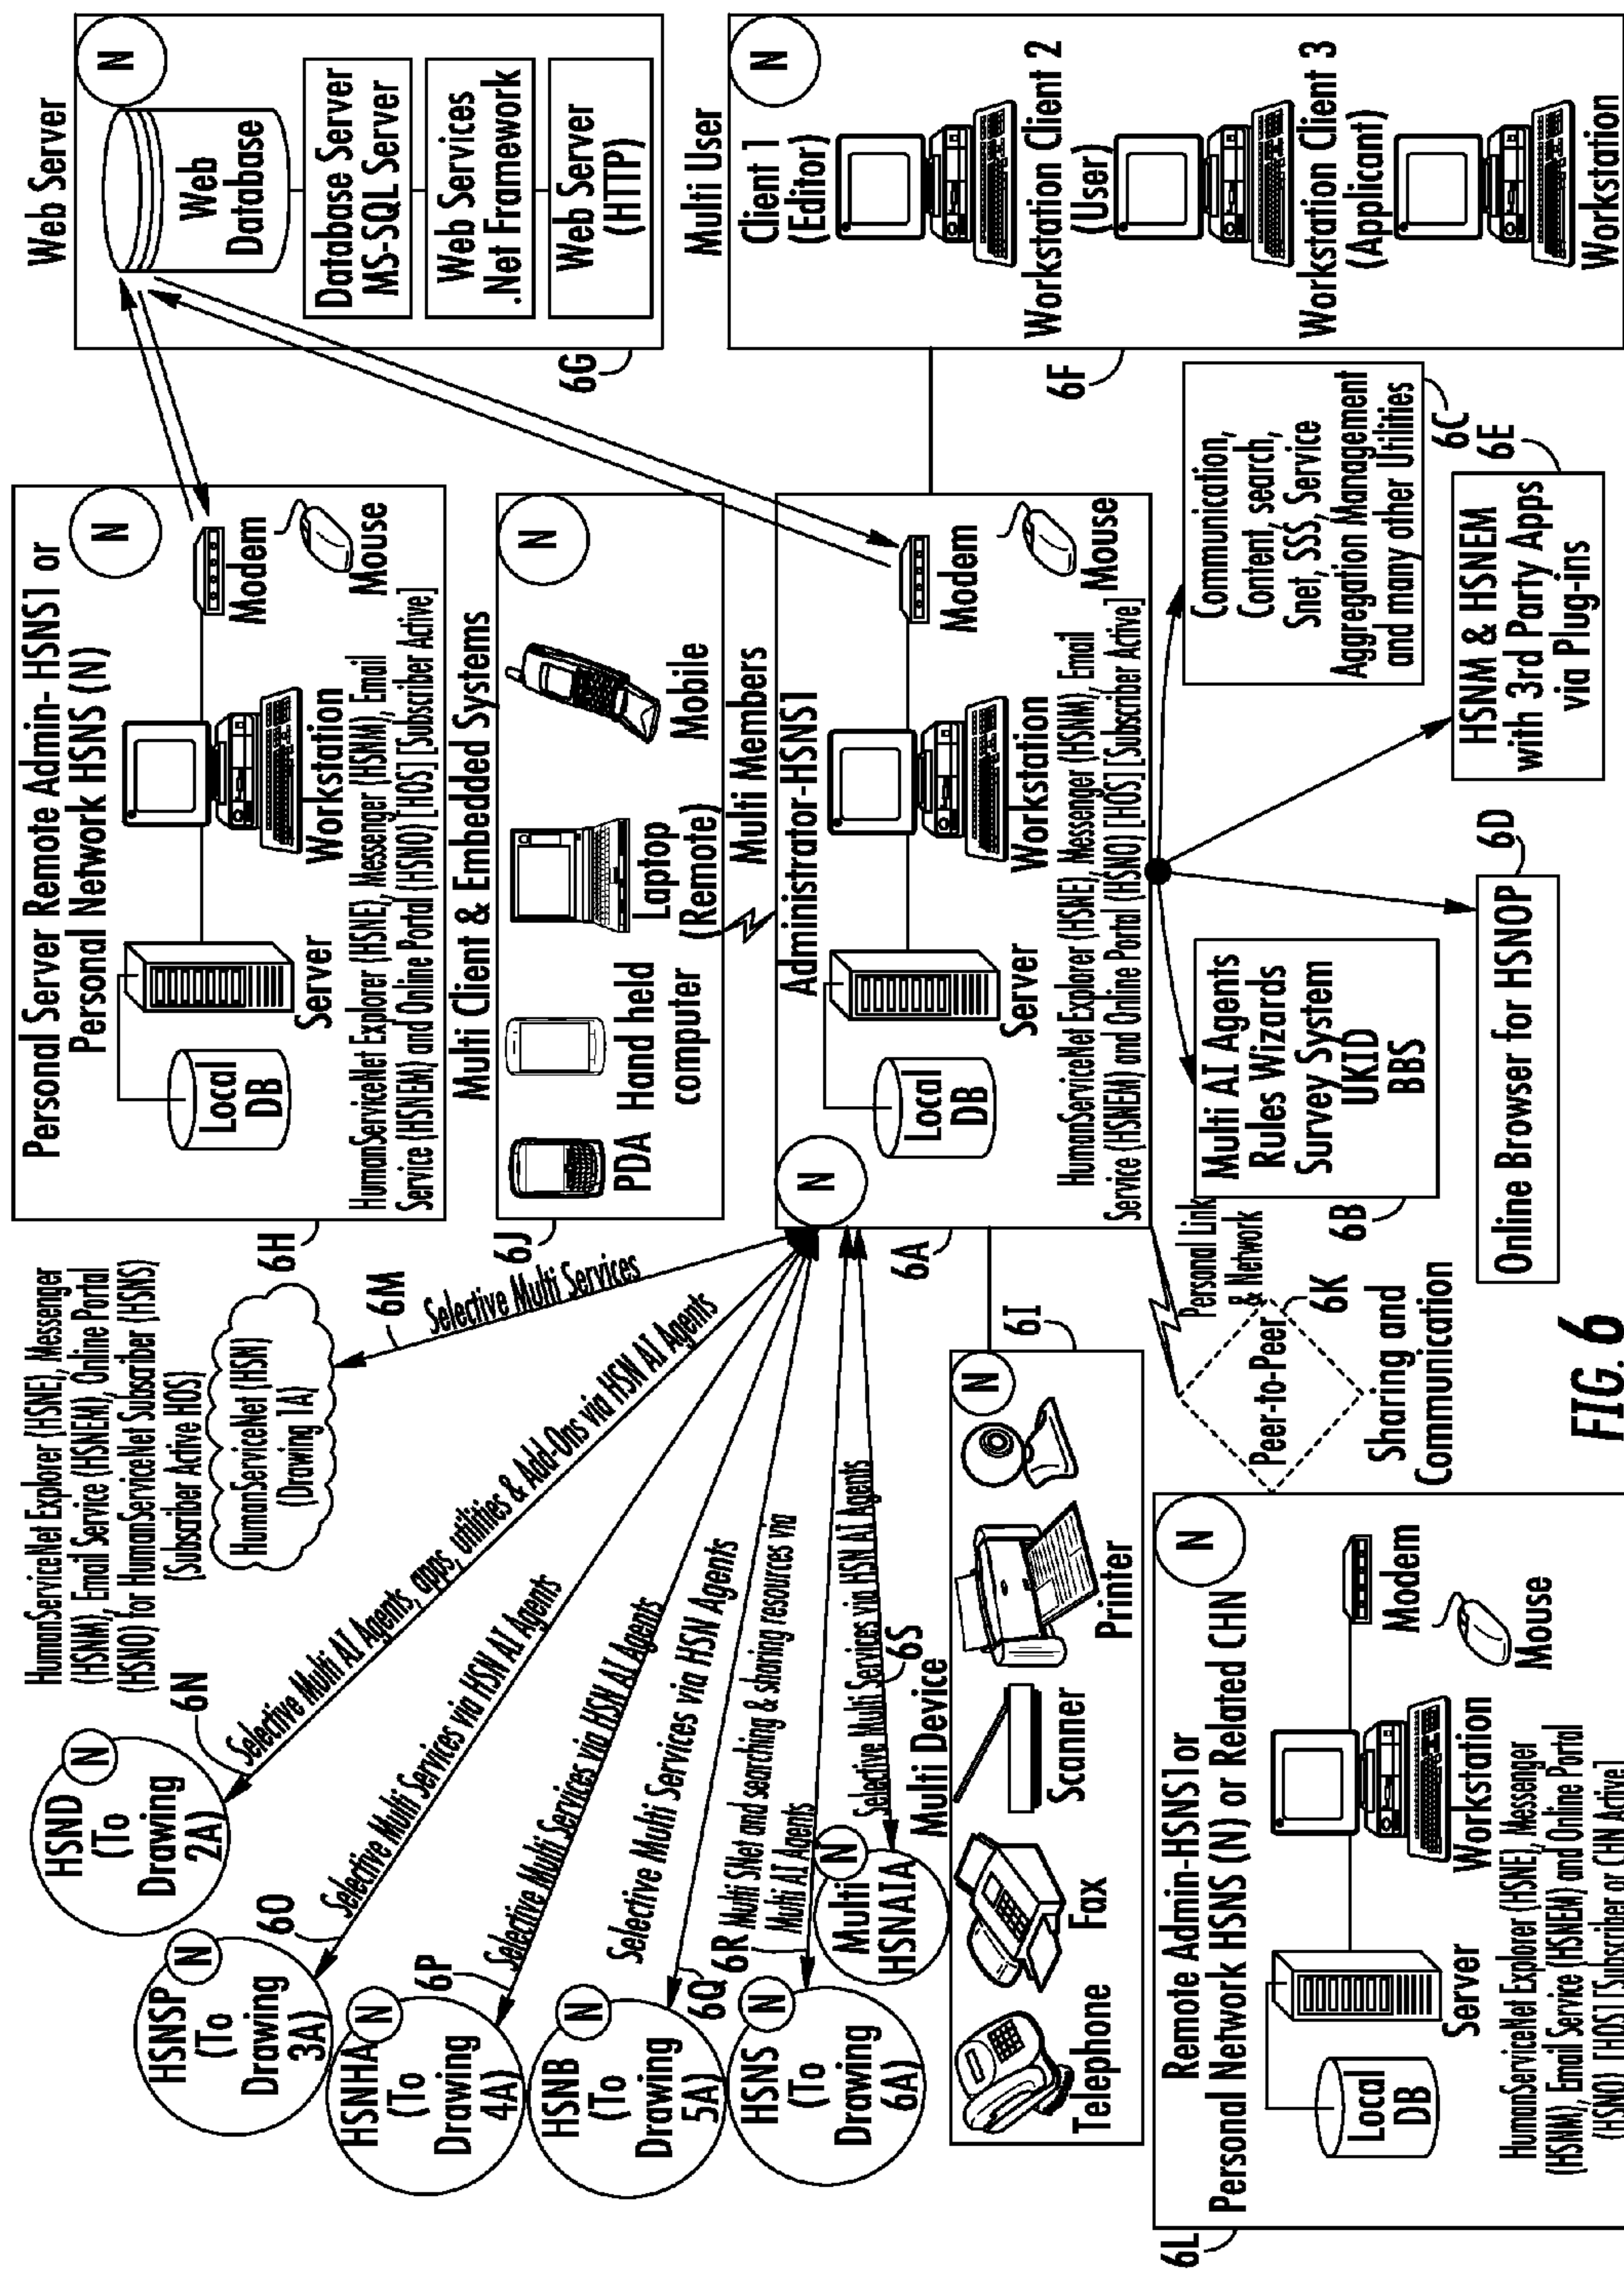 HumanServiceNet Explorer (HSNE), Messenger
(HSNM), Email Service (HSNEM), Online Portal
(HSNO) for HumanServiceNet Subscriber (HSNS)
(Subscriber Active HOS)
HumanServiceNet (HSN)
(Drawing 1A)
6M
Selective Multi Services
HSND
(To
Drawing
2A)
N
6N
Selective Multi AI Agents, apps, utilities & Add-Ons via HSN AI Agents
HSNSP
(To
Drawing
3A)
N
6O
Selective Multi Services via HSN AI Agents
HSNHA
(To
Drawing
4A)
N
6P
Selective Multi Services via HSN AI Agents
HSNB
(To
Drawing
5A)
N
6Q
Selective Multi Services via HSN Agents
HSNS
(To
Drawing
6A)
N
6R
Multi SNet and searching & sharing resources via
Multi AI Agents
Multi
HSNAIA
N
6S
Selective Multi Services via HSN AI Agents
Personal Server Remote Admin- HSNS1 or
Personal Network HSNS (N)
N
Local
DB
Server
Workstation
Modem
Mouse
HumanServiceNet Explorer (HSNE), Messenger (HSNM), Email
Service (HSNEM) and Online Portal (HSNO) [HOS] [Subscriber Active]
6H
Multi Client & Embedded Systems
N
PDA
Hand held
computer
Laptop
(Remote)
Mobile
6J
Multi Members
Administrator-HSNS1
N
Local
DB
Server
Workstation
Modem
Mouse
HumanServiceNet Explorer (HSNE), Messenger (HSNM), Email
Service (HSNEM) and Online Portal (HSNO) [HOS] [Subscriber Active]
6A
Web Server
N
Web
Database
Database Server
MS-SQL Server
Web Services
.Net Framework
Web Server
(HTTP)
6G
Multi User
N
Client 1
(Editor)
Workstation Client 2
(User)
Workstation Client 3
(Applicant)
Workstation
6F
Multi Device
N
Telephone
Fax
Scanner
Printer
6I
Personal Link
& Network
Peer-to-Peer
6K
Sharing and
Communication
Multi AI Agents
Rules Wizards
Survey System
UKID
BBS
6B
Communication,
Content, search,
Snet, SSS, Service
Aggregation Management
and many other Utilities
6C
Online Browser for HSNOP
6D
HSNM & HSNEM
with 3rd Party Apps
via Plug-ins
6E
Remote Admin-HSNS1or
Personal Network HSNS (N) or Related CHN
N
Local
DB
Server
Workstation
Modem
Mouse
HumanServiceNet Explorer (HSNE), Messenger
(HSNM), Email Service (HSNEM) and Online Portal
(HSNO) [HOS] [Subscriber or CHN Active]
6L
FIG. 6